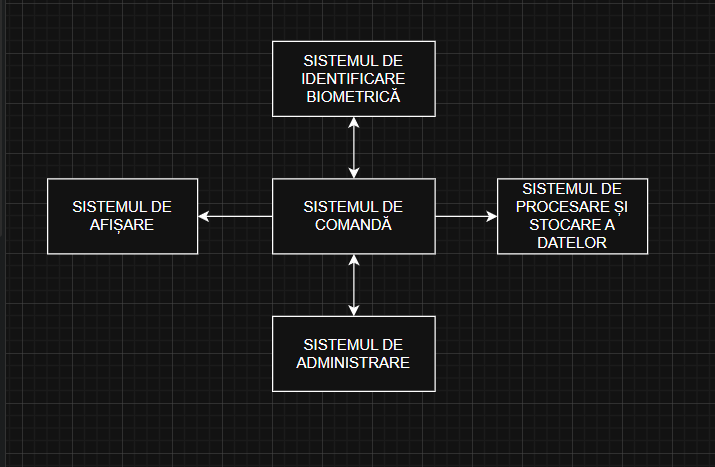 SISTEMUL DE
IDENTIFICARE
BIOMETRICĂ
SISTEMUL DE
AFIȘARE
SISTEMUL DE
COMANDĂ
SISTEMUL DE
PROCESARE ȘI
STOCARE A
DATELOR
SISTEMUL DE
ADMINISTRARE